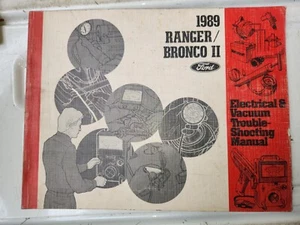 1989
RANGER/
BRONCO II
Ford
Electrical &
Vacuum
Trouble-
Shooting
Manual